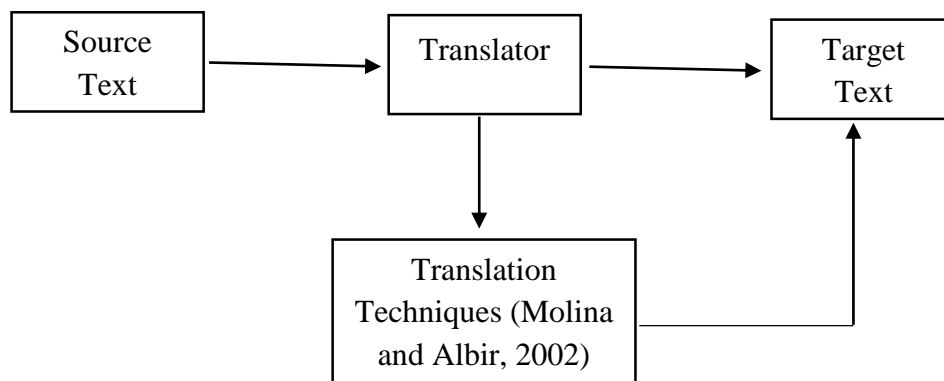 Source
Text
Translator
Target
Text
Translation
Techniques (Molina
and Albir, 2002)